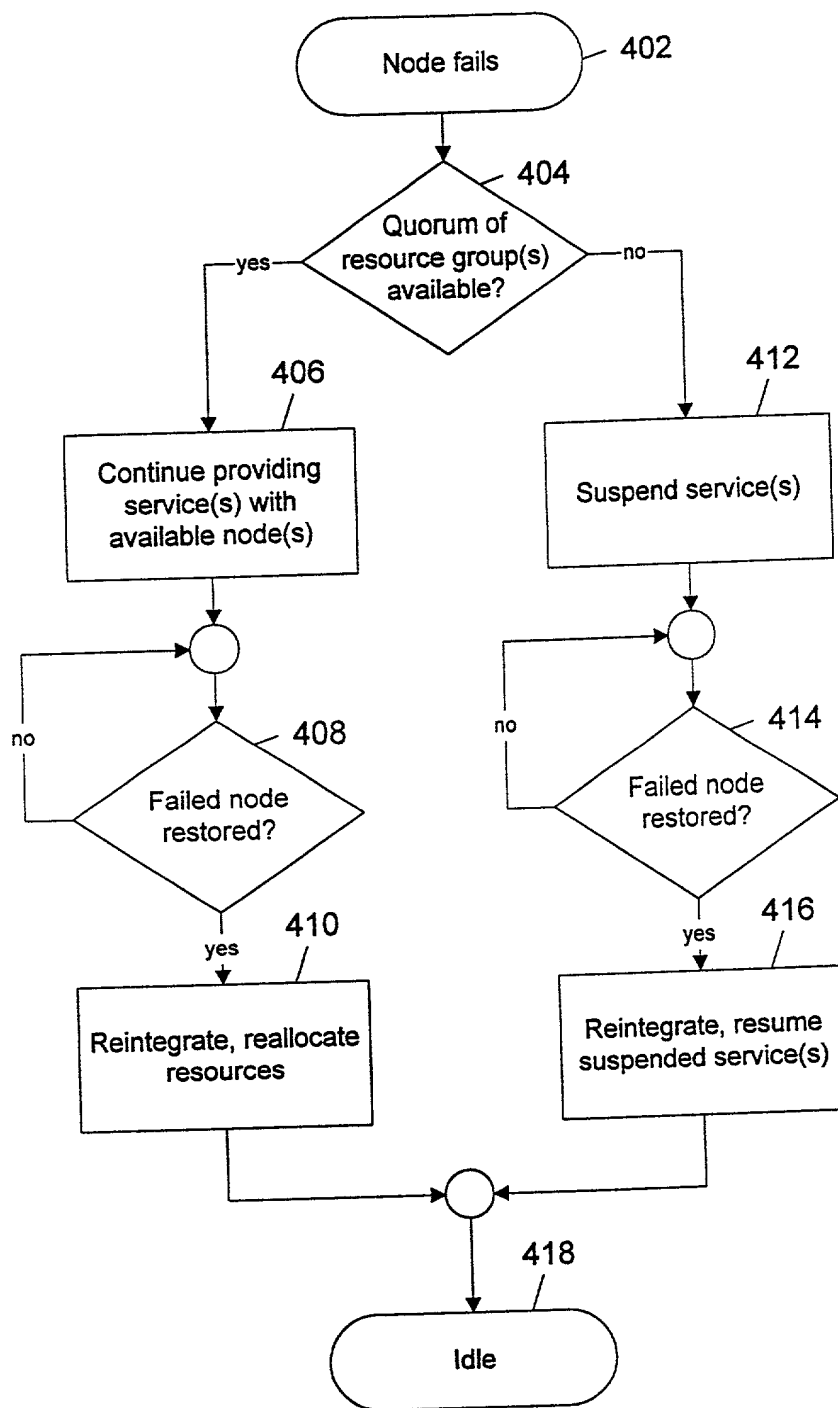 Node fails
402
404
Quorum of
resource group(s)
available?
yes
no
406
Continue providing
service(s) with
available node(s)
412
Suspend service(s)
no
408
Failed node
restored?
yes
no
414
Failed node
restored?
yes
410
Reintegrate, reallocate
resources
416
Reintegrate, resume
suspended service(s)
418
Idle